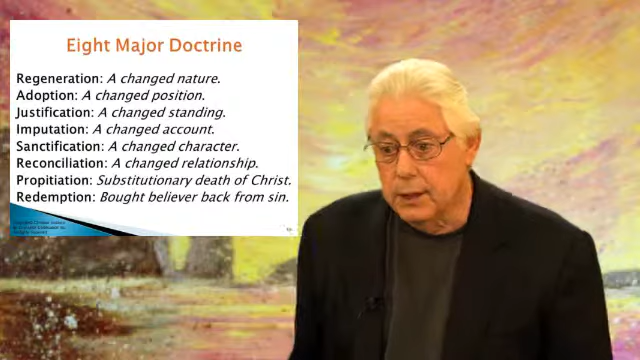 Eight Major Doctrine
Regeneration: A changed nature.
Adoption: A changed position.
Justification: A changed standing.
Imputation: A changed account.
Sanctification: A changed character.
Reconciliation: A changed relationship.
Propitiation: Substitutionary death of Christ.
Redemption: Bought believer back from sin.